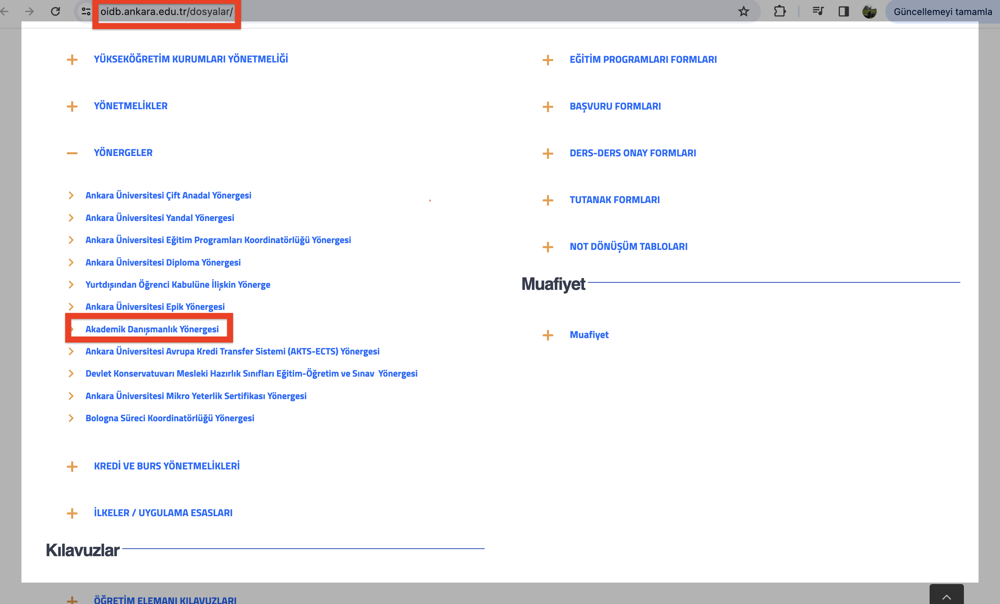 oidb.ankara.edu.tr/dosyalar/
Güncellemeyi tamamla
YÜKSEKÖĞRETİM KURUMLARI YÖNETMELİĞİ
YÖNETMELİKLER
YÖNERGELER
Ankara Üniversitesi Çift Anadal Yönergesi
Ankara Üniversitesi Yandal Yönergesi
Ankara Üniversitesi Eğitim Programları Koordinatörlüğü Yönergesi
Ankara Üniversitesi Diploma Yönergesi
Yurtdışından Öğrenci Kabulüne İlişkin Yönerge
Ankara Üniversitesi Epik Yönergesi
Akademik Danışmanlık Yönergesi
Ankara Üniversitesi Avrupa Kredi Transfer Sistemi (AKTS-ECTS) Yönergesi
Devlet Konservatuvarı Mesleki Hazırlık Sınıfları Eğitim-Öğretim ve Sınav Yönergesi
Ankara Üniversitesi Mikro Yeterlik Sertifikası Yönergesi
Bologna Süreci Koordinatörlüğü Yönergesi
KREDİ VE BURS YÖNETMELİKLERİ
İLKELER / UYGULAMA ESASLARI
Kılavuzlar
ÖĞRETİM ELEMANI KILAVUZLARI
EĞİTİM PROGRAMLARI FORMLARI
BAŞVURU FORMLARI
DERS-DERS ONAY FORMLARI
TUTANAK FORMLARI
NOT DÖNÜŞÜM TABLOLARI
Muafiyet
Muafiyet